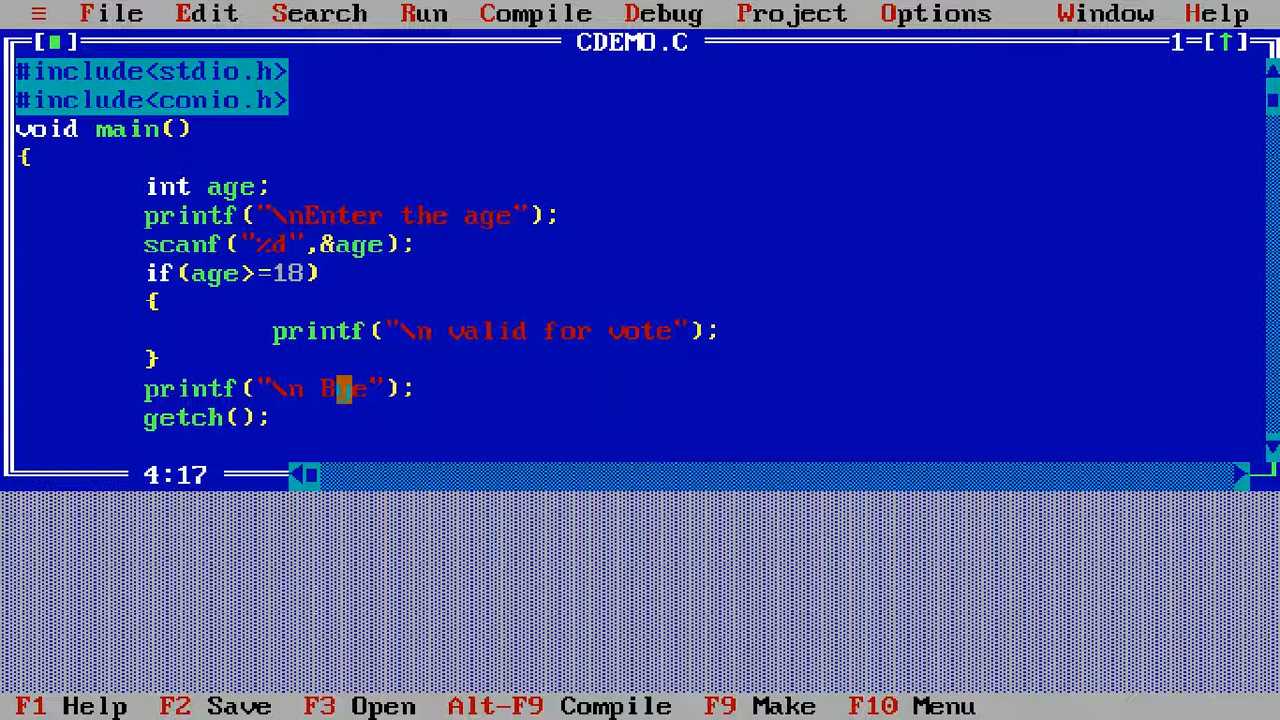 ≡ File Edit Search Run Compile Debug Project Options Window Help
[■] CDEMO.C 1=[↑]
#include<stdio.h>
#include<conio.h>
void main()
{
int age;
printf("\nEnter the age");
scanf("%d",&age);
if(age>=18)
{
printf("\n valid for vote");
}
printf("\n Bye");
getch();
4:17
F1 Help F2 Save F3 Open Alt-F9 Compile F9 Make F10 Menu